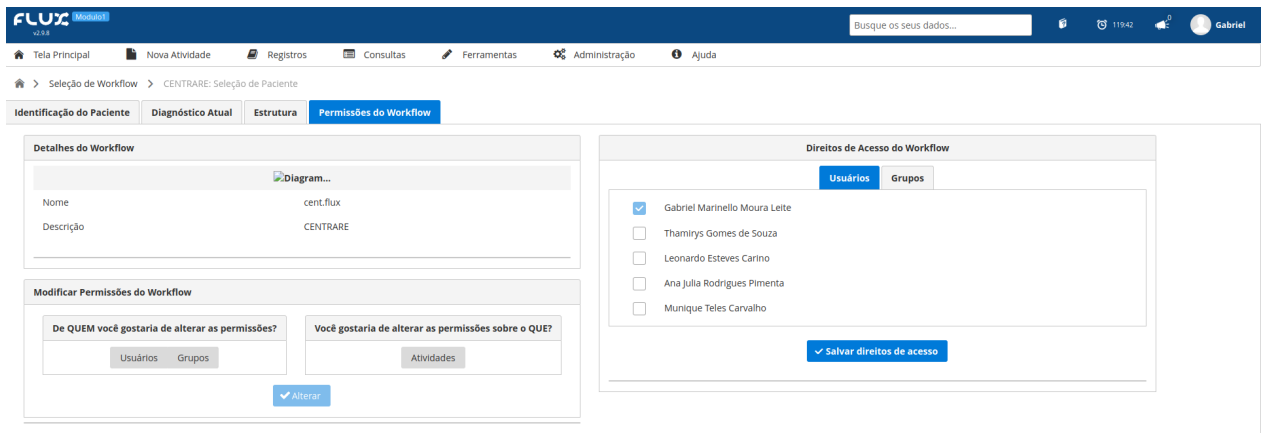 FLUX Modulo1
v2.9.8
Busque os seus dados...
119:42
0
Gabriel
Tela Principal Nova Atividade Registros Consultas Ferramentas Administração Ajuda
> Seleção de Workflow > CENTRARE: Seleção de Paciente
Identificação do Paciente Diagnóstico Atual Estrutura Permissões do Workflow
Detalhes do Workflow
Diagram...
Nome cent.flux
Descrição CENTRARE
Modificar Permissões do Workflow
De QUEM você gostaria de alterar as permissões?
Usuários Grupos
Você gostaria de alterar as permissões sobre o QUE?
Atividades
Alterar
Direitos de Acesso do Workflow
Usuários Grupos
Gabriel Marinello Moura Leite
Thamirys Gomes de Souza
Leonardo Esteves Carino
Ana Julia Rodrigues Pimenta
Munique Teles Carvalho
Salvar direitos de acesso